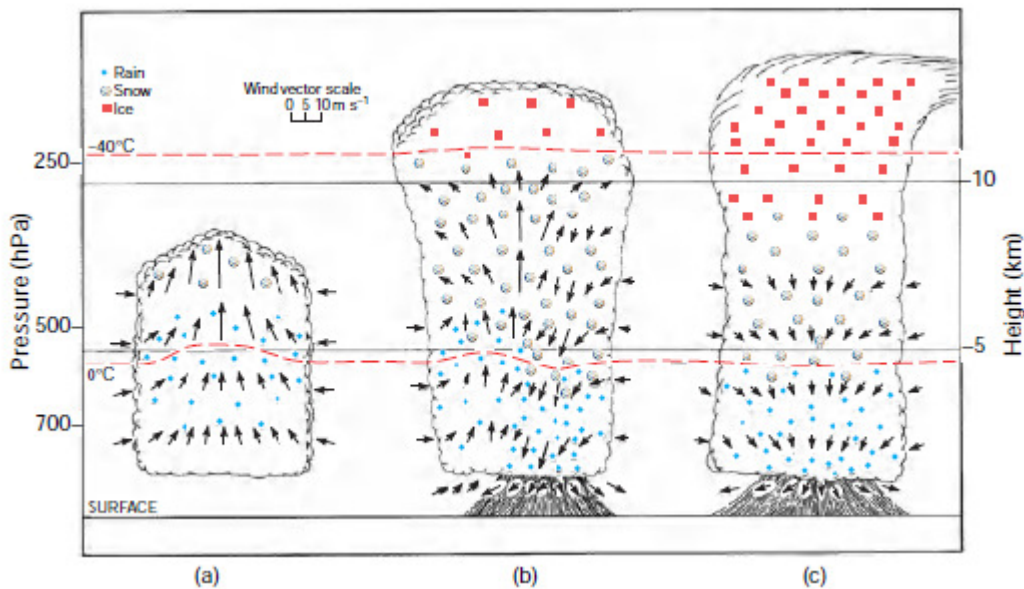 Rain
Snow
Ice
Wind vector scale
0 5 10 m s⁻¹
–40°C
250
10
Pressure (hPa)
Height (km)
500
5
0°C
700
SURFACE
(a)
(b)
(c)